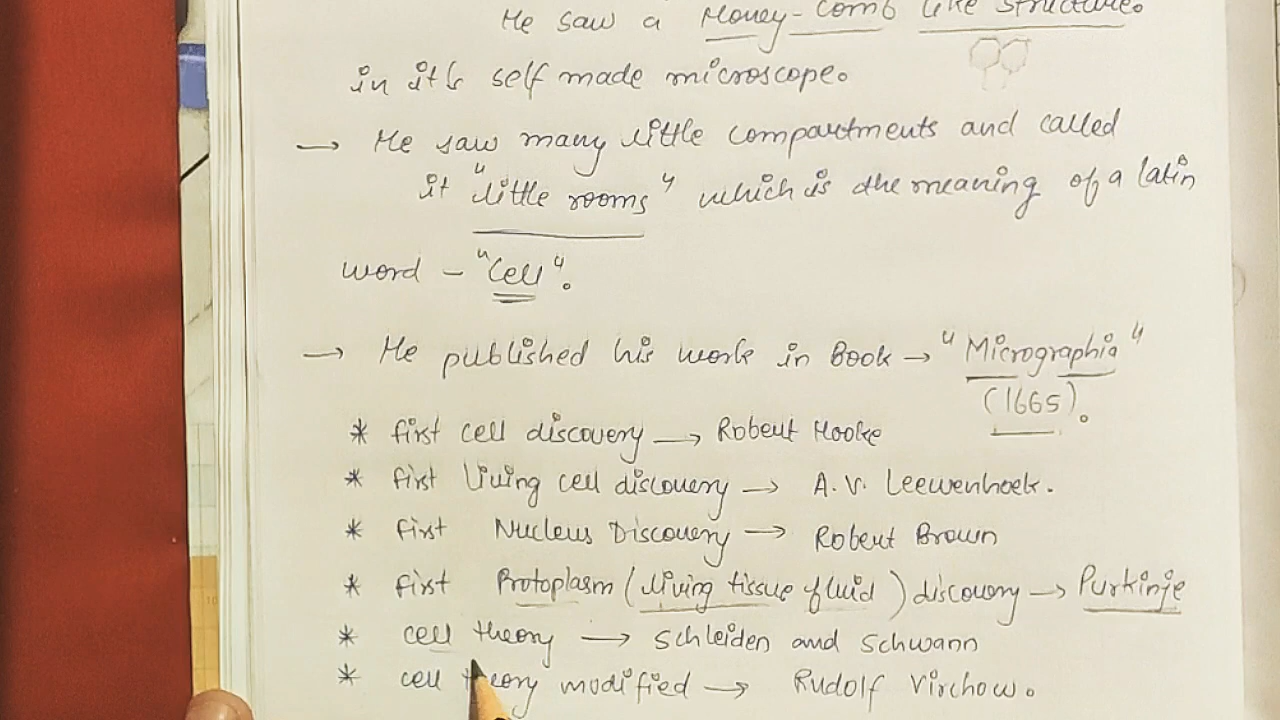 He saw a Honey-comb like structure.
in it's self made microscope.
→ He saw many little compartments and called
it "little rooms" which is the meaning of a latin
word - "Cell".
→ He published his work in Book → "Micrographia"
(1665).
* first cell discovery → Robert Hooke
* first living cell discovery → A.V. Leewenhoek.
* first Nucleus Discovery → Robert Brown
* first Protoplasm (living tissue fluid) discovery → Purkinje
* cell theory → Schleiden and Schwann
* cell theory modified → Rudolf Virchow.